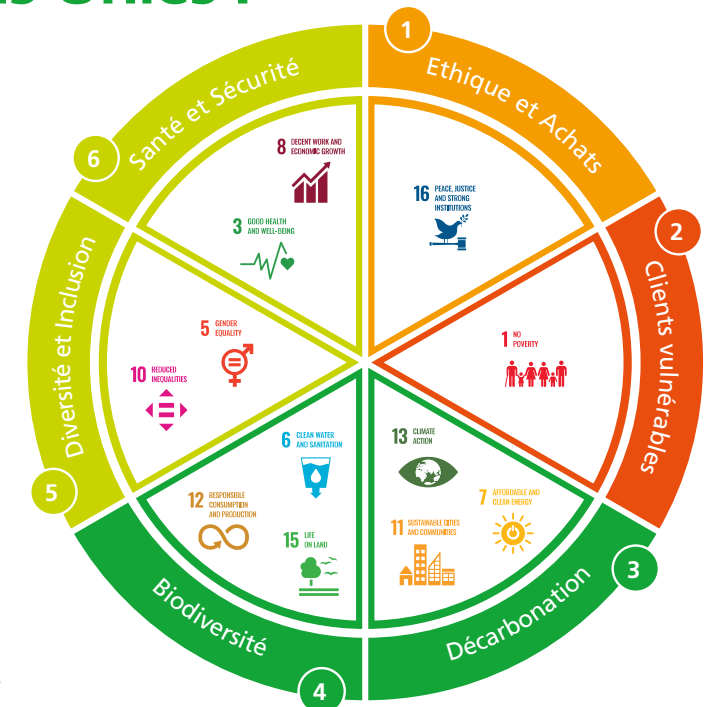 1
Ethique et Achats
16 PEACE, JUSTICE
AND STRONG
INSTITUTIONS
2
Clients vulnérables
1 NO
POVERTY
3
Décarbonation
13 CLIMATE
ACTION
7 AFFORDABLE AND
CLEAN ENERGY
11 SUSTAINABLE CITIES
AND COMMUNITIES
4
Biodiversité
6 CLEAN WATER
AND SANITATION
12 RESPONSIBLE
CONSUMPTION
AND PRODUCTION
15 LIFE
ON LAND
5
Diversité et Inclusion
5 GENDER
EQUALITY
10 REDUCED
INEQUALITIES
6
Santé et Sécurité
8 DECENT WORK AND
ECONOMIC GROWTH
3 GOOD HEALTH
AND WELL-BEING